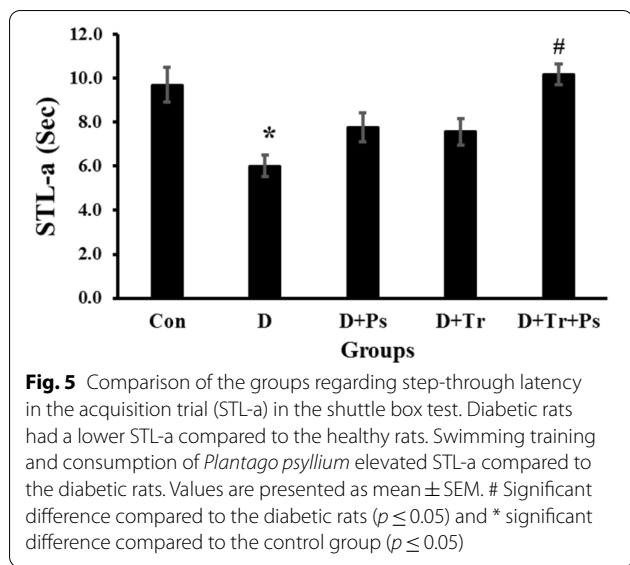 #
12.0
10.0
*
8.0
6.0
4.0
2.0
0.0
STL-a (Sec)
Con D D+Ps D+Tr D+Tr+Ps
Groups
Fig. 5 Comparison of the groups regarding step-through latency
in the acquisition trial (STL-a) in the shuttle box test. Diabetic rats
had a lower STL-a compared to the healthy rats. Swimming training
and consumption of Plantago psyllium elevated STL-a compared to
the diabetic rats. Values are presented as mean ± SEM. # Significant
difference compared to the diabetic rats (p ≤ 0.05) and * significant
difference compared to the control group (p ≤ 0.05)